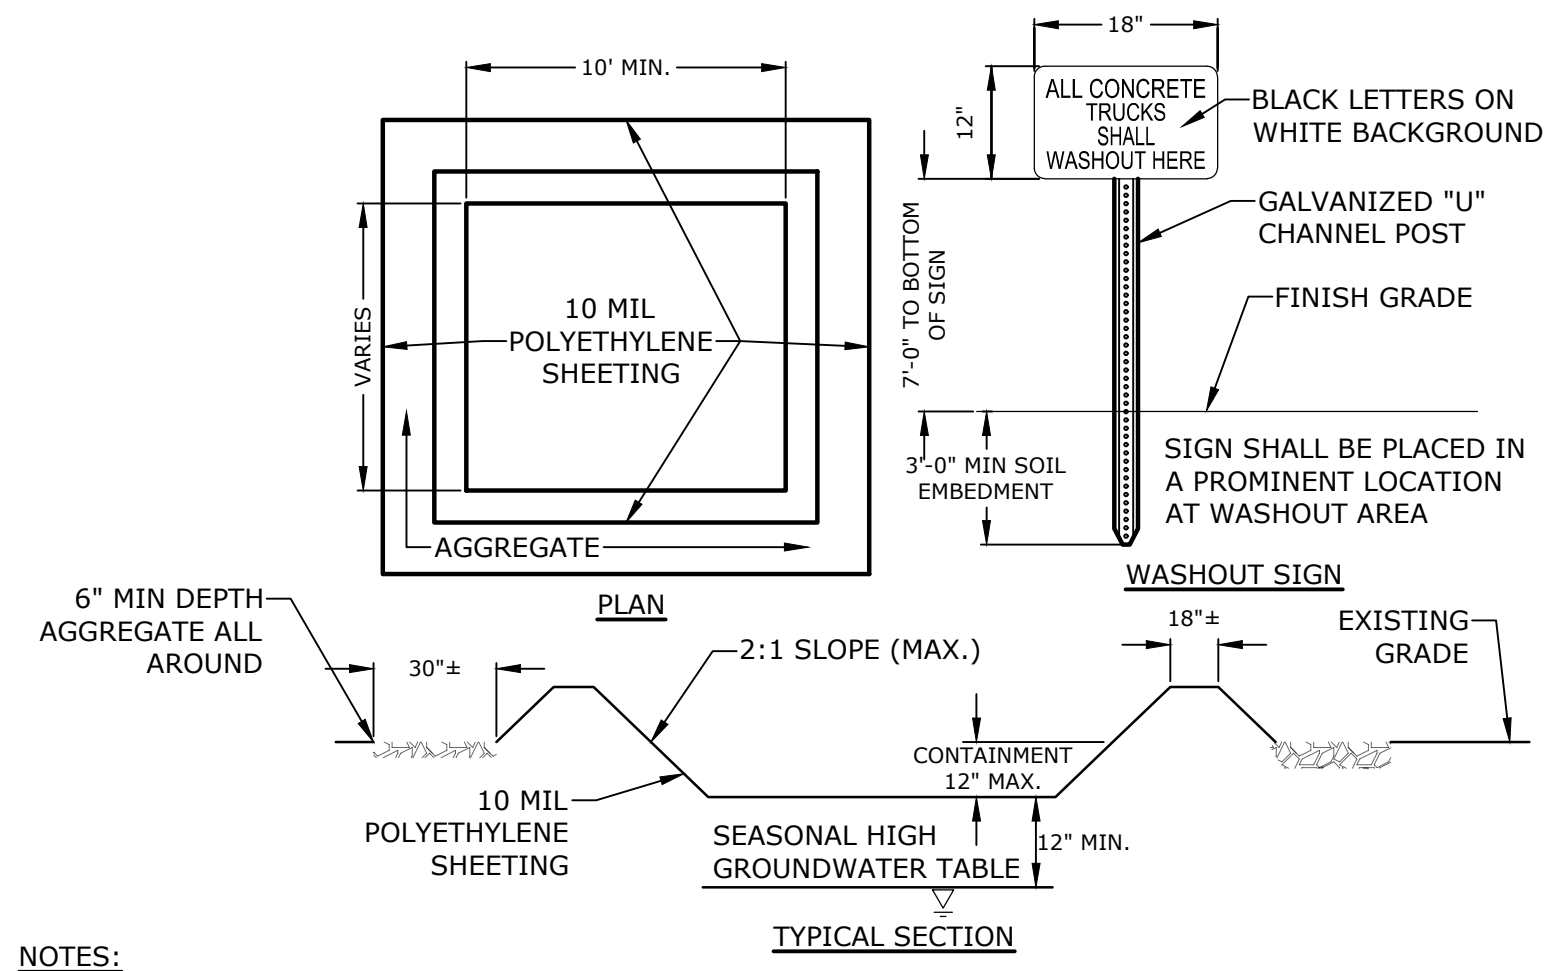 10' MIN.
VARIES
10 MIL
POLYETHYLENE
SHEETING
AGGREGATE
PLAN
18"
12"
ALL CONCRETE
TRUCKS
SHALL
WASHOUT HERE
BLACK LETTERS ON
WHITE BACKGROUND
GALVANIZED "U"
CHANNEL POST
7'-0" TO BOTTOM
OF SIGN
FINISH GRADE
3'-0" MIN SOIL
EMBEDMENT
SIGN SHALL BE PLACED IN
A PROMINENT LOCATION
AT WASHOUT AREA
WASHOUT SIGN
6" MIN DEPTH
AGGREGATE ALL
AROUND
30"±
2:1 SLOPE (MAX.)
18"±
EXISTING
GRADE
CONTAINMENT
12" MAX.
10 MIL
POLYETHYLENE
SHEETING
SEASONAL HIGH
GROUNDWATER TABLE
12" MIN.
TYPICAL SECTION
NOTES: